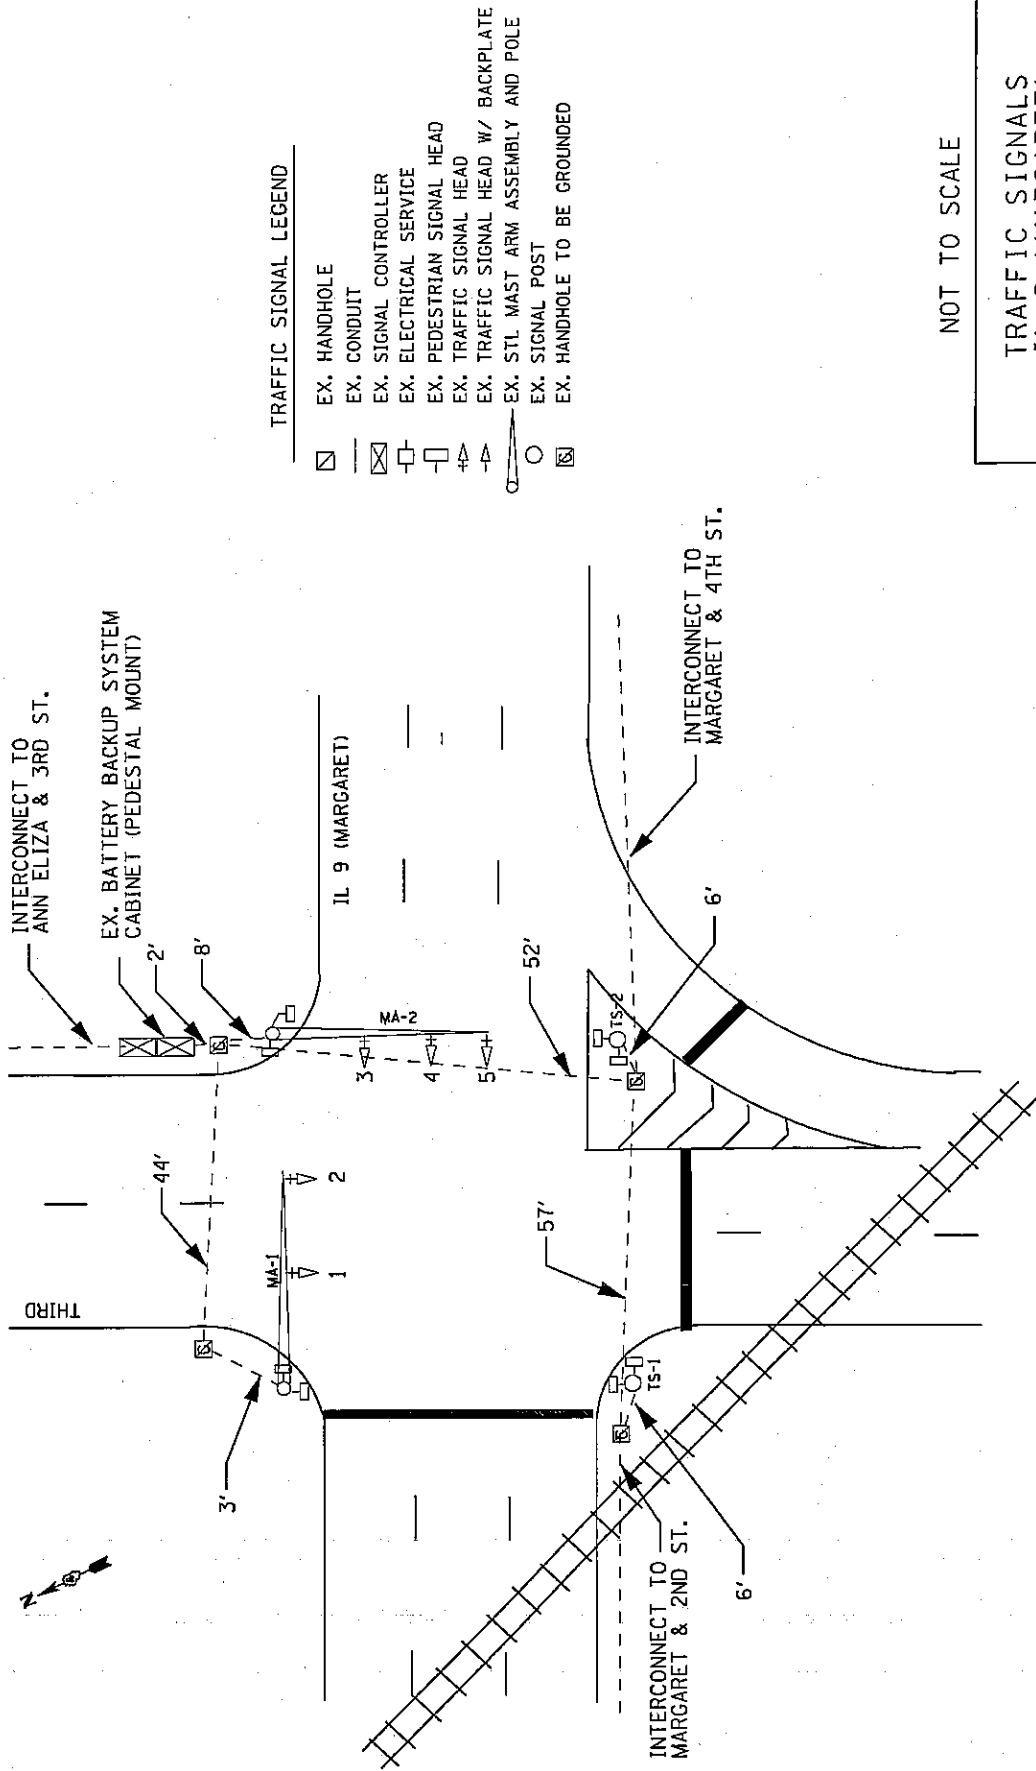 N
THIRD
INTERCONNECT TO
ANN ELIZA & 3RD ST.
EX. BATTERY BACKUP SYSTEM
CABINET (PEDESTAL MOUNT)
2'
8'
44'
3'
MA-1
1
2
MA-2
3
4
5
IL 9 (MARGARET)
52'
57'
TS-2
6'
TS-1
6'
INTERCONNECT TO
MARGARET & 2ND ST.
INTERCONNECT TO
MARGARET & 4TH ST.
TRAFFIC SIGNAL LEGEND
EX. HANDHOLE
EX. CONDUIT
EX. SIGNAL CONTROLLER
EX. ELECTRICAL SERVICE
EX. PEDESTRIAN SIGNAL HEAD
EX. TRAFFIC SIGNAL HEAD
EX. TRAFFIC SIGNAL HEAD W/ BACKPLATE
EX. STL MAST ARM ASSEMBLY AND POLE
EX. SIGNAL POST
G EX. HANDHOLE TO BE GROUNDED
NOT TO SCALE
TRAFFIC SIGNALS